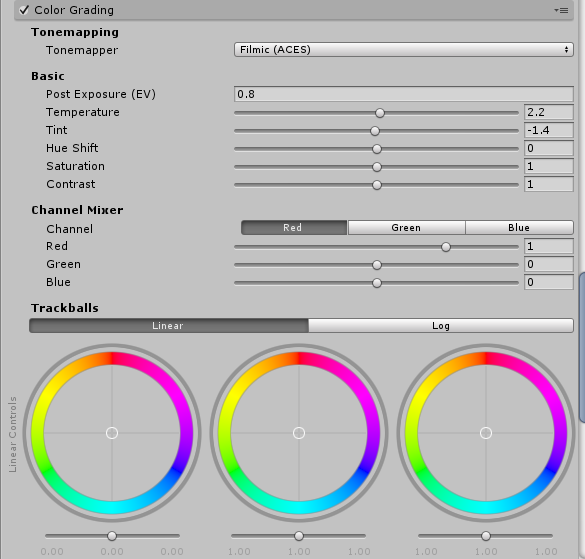 Color Grading
Tonemapping
Tonemapper Filmic (ACES)
Basic
Post Exposure (EV) 0.8
Temperature 2.2
Tint -1.4
Hue Shift 0
Saturation 1
Contrast 1
Channel Mixer
Channel Red Green Blue
Red 1
Green 0
Blue 0
Trackballs
Linear Log
Linear Controls
0.00 0.00 0.00 1.00 1.00 1.00 1.00 1.00 1.00